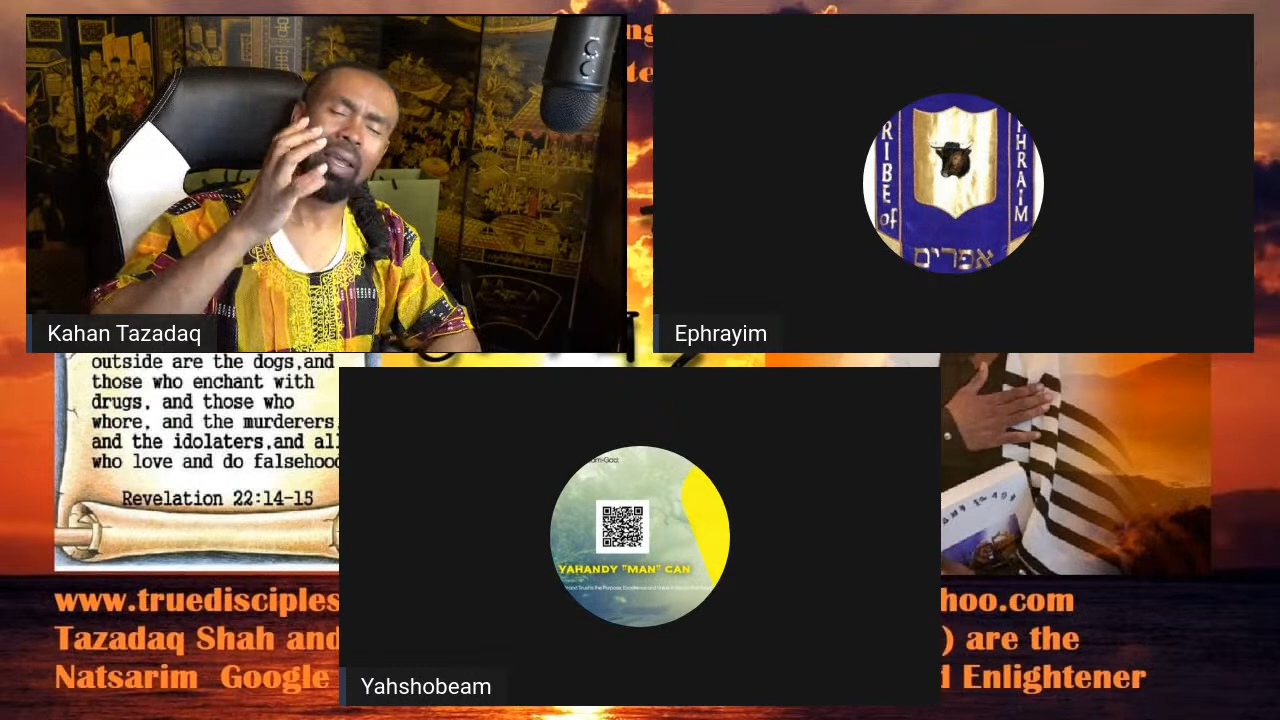 Kahan Tazadaq
RIBE of
PHRAIM
אפרים
Ephrayim
outside are the dogs,and
those who enchant with
drugs, and those who
whore, and the murderers
and the idolaters,and all
who love and do falsehood
Revelation 22:14-15
YAHANDY "MAN" CAN
Yahshobeam
www.truedisciples
hoo.com
Tazadaq Shah and
) are the
Natsarim Google
Enlightener